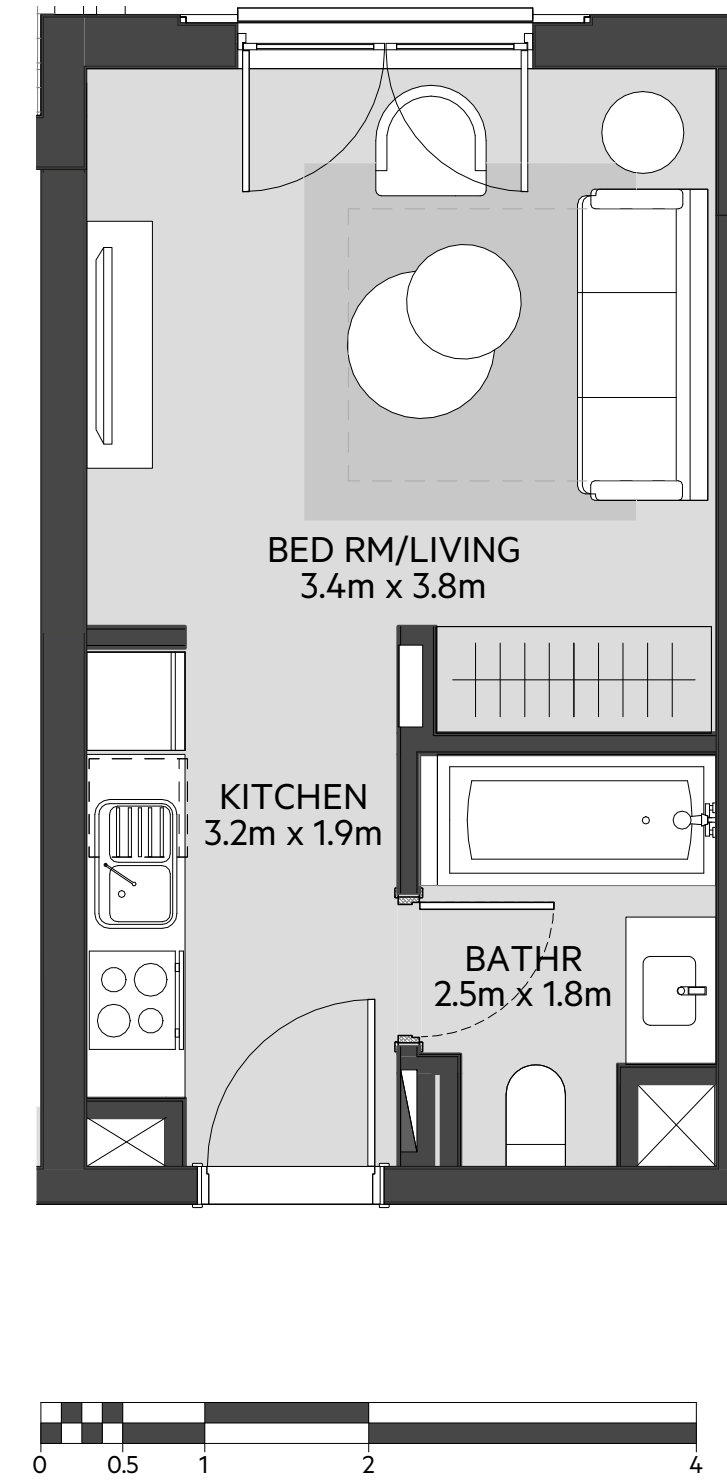 BED RM/LIVING
3.4m x 3.8m
KITCHEN
3.2m x 1.9m
BATHR
2.5m x 1.8m
0 0.5 1 2 4